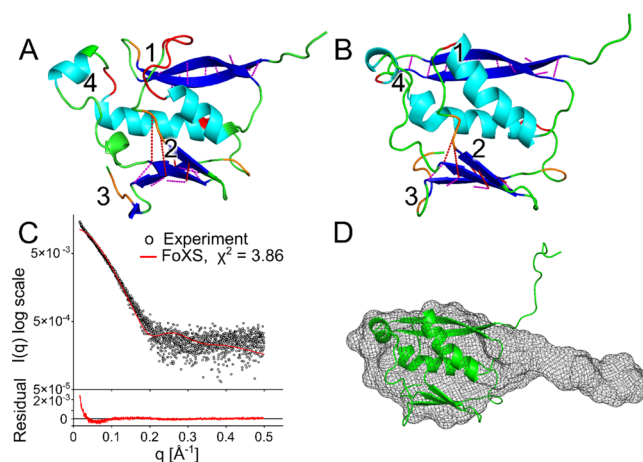 A
1
4
2
3
B
1
4
2
3
C
Experiment
FoXS, χ² = 3.86
I(q) log scale
5×10⁻³
5×10⁻⁴
5×10⁻⁵
Residual
2×10⁻³
0
0 0.1 0.2 0.3 0.4 0.5
q [Å⁻¹]
D